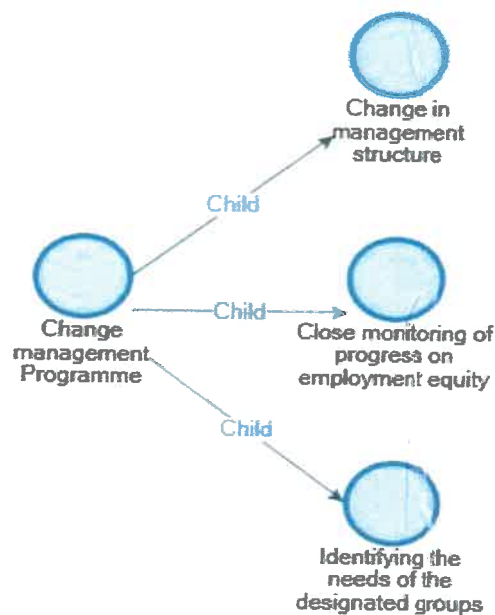 Change in
management
structure
Child
Change
management
Programme
Child
Close monitoring of
progress on
employment equity
Child
Identifying the
needs of the
designated groups